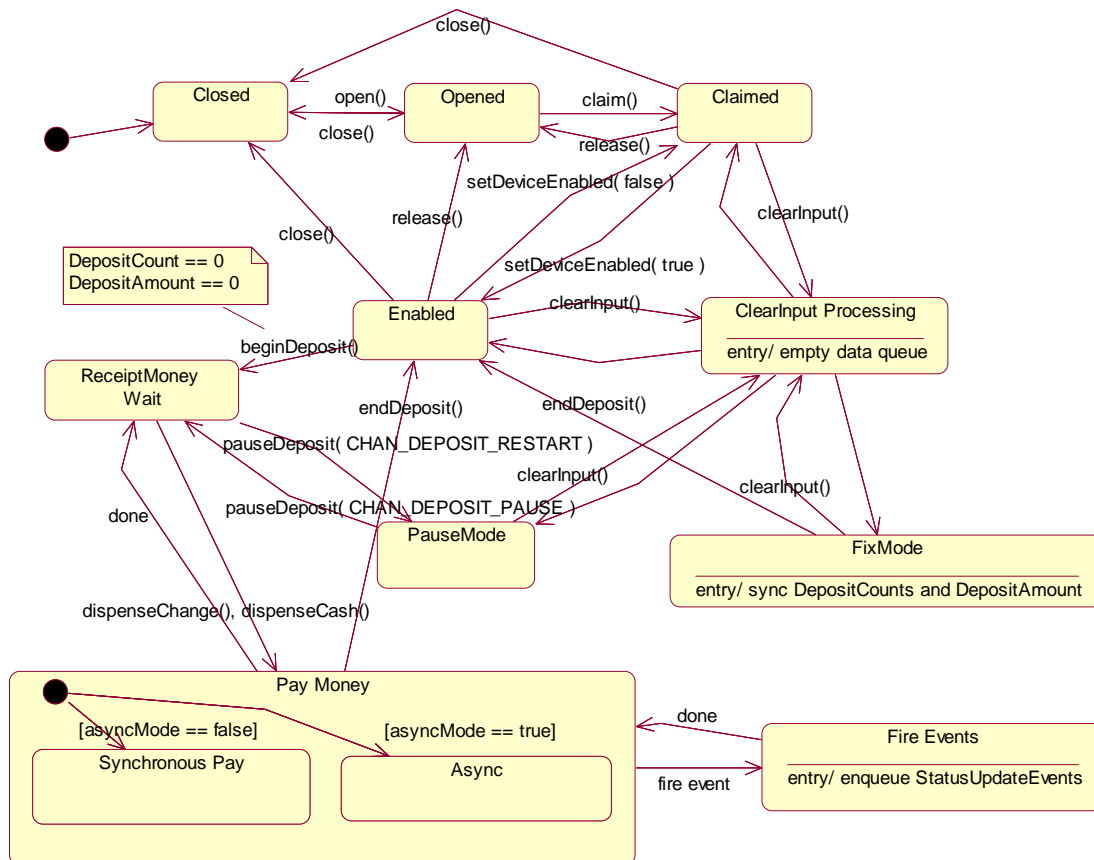 close()
Closed
open()
close()
Opened
claim()
Claimed
release()
setDeviceEnabled( false )
clearInput()
release()
close()
DepositCount == 0
DepositAmount == 0
setDeviceEnabled( true )
Enabled
clearInput()
ClearInput Processing
entry/ empty data queue
beginDeposit()
ReceiptMoney
Wait
endDeposit()
endDeposit()
pauseDeposit( CHAN_DEPOSIT_RESTART )
clearInput()
clearInput()
pauseDeposit( CHAN_DEPOSIT_PAUSE )
done
PauseMode
FixMode
entry/ sync DepositCounts and DepositAmount
dispenseChange(), dispenseCash()
Pay Money
[asyncMode == false]
[asyncMode == true]
Synchronous Pay
Async
done
fire event
Fire Events
entry/ enqueue StatusUpdateEvents